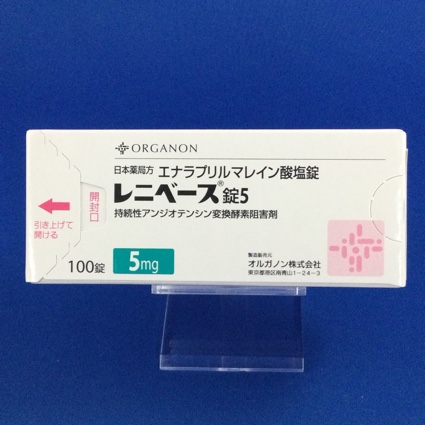 ORGANON
日本薬局方 エナラプリルマレイン酸塩錠
レニベース®錠5
持続性アンジオテンシン変換酵素阻害剤
開封口
引き上げて
開ける
100錠 5mg
製造販売元
オルガノン株式会社
東京都港区南青山1-24-3